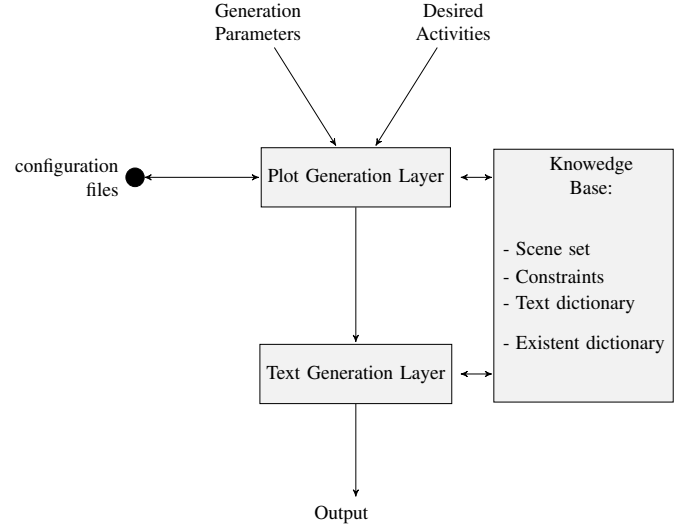 Generation
Parameters
Desired
Activities
configuration
files
Plot Generation Layer
Knowedge
Base:
- Scene set
- Constraints
- Text dictionary
- Existent dictionary
Text Generation Layer
Output